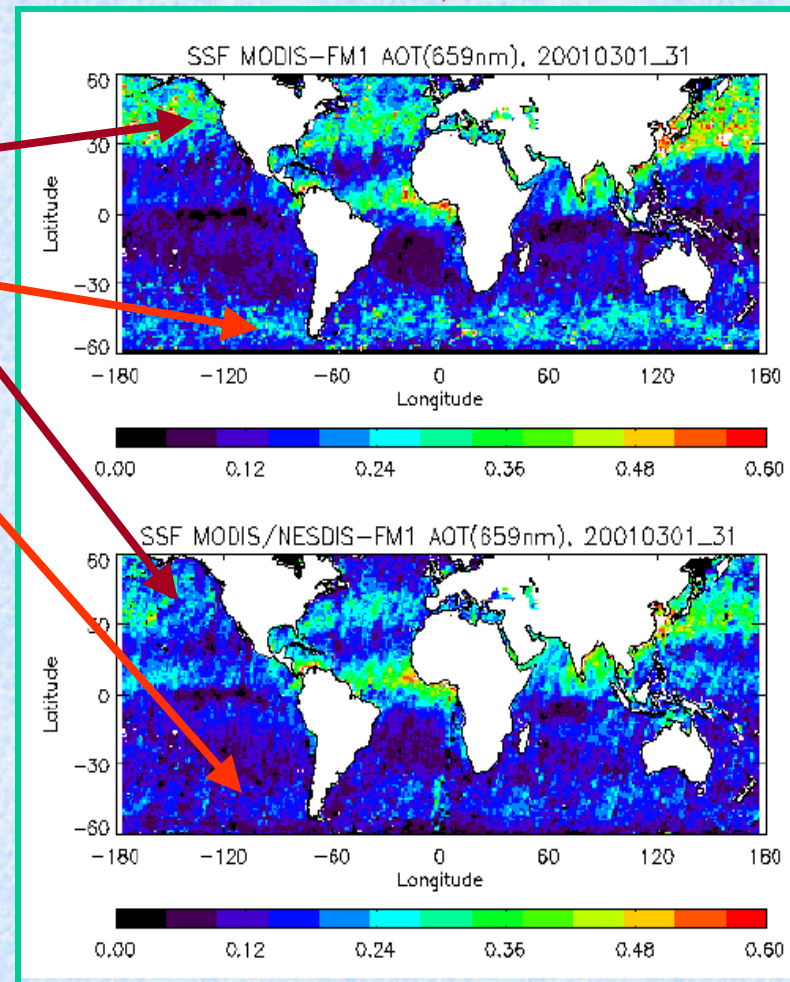 SSF MODIS-FM1 AOT(659nm), 20010301_31
60
30
0
-30
-60
Latitude
-180 -120 -60 0 60 120 180
Longitude
0.00 0.12 0.24 0.36 0.48 0.60
SSF MODIS/NESDIS-FM1 AOT(659nm), 20010301_31
60
30
0
-30
-60
Latitude
-180 -120 -60 0 60 120 180
Longitude
0.00 0.12 0.24 0.36 0.48 0.60